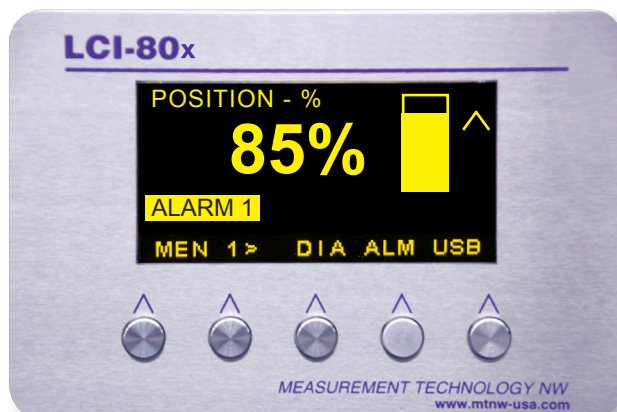 LCI-80x
POSITION - %
85%
ALARM 1
MEN 1> DIA ALM USB
MEASUREMENT TECHNOLOGY NW
www.mtnw-usa.com